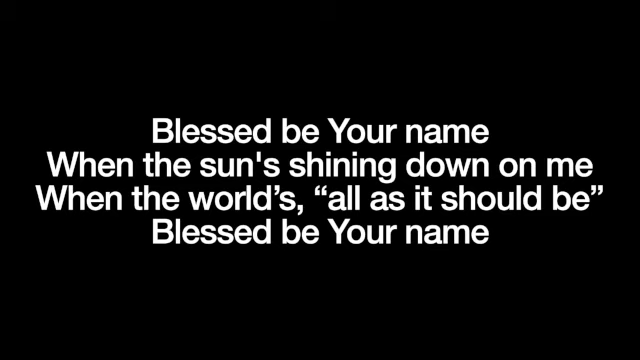 Blessed be Your name
When the sun's shining down on me
When the world’s, “all as it should be”
Blessed be Your name